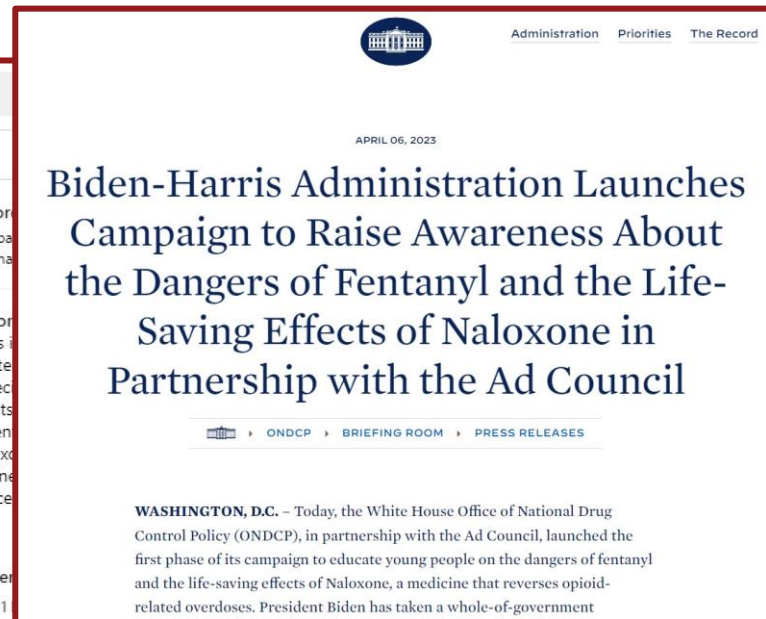 Administration Priorities The Record
APRIL 06, 2023
Biden-Harris Administration Launches
Campaign to Raise Awareness About
the Dangers of Fentanyl and the Life-
Saving Effects of Naloxone in
Partnership with the Ad Council
ONDCP BRIEFING ROOM PRESS RELEASES
WASHINGTON, D.C. – Today, the White House Office of National Drug
Control Policy (ONDCP), in partnership with the Ad Council, launched the
first phase of its campaign to educate young people on the dangers of fentanyl
and the life-saving effects of Naloxone, a medicine that reverses opioid-
related overdoses. President Biden has taken a whole-of-government